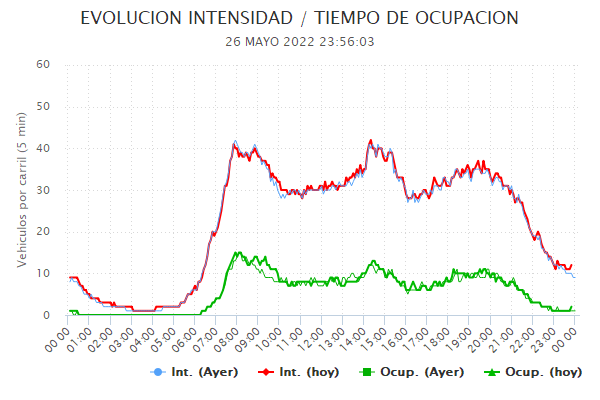 EVOLUCION INTENSIDAD / TIEMPO DE OCUPACION
26 MAYO 2022 23:56:03
Vehiculos por carril (5 min)
60
50
40
30
20
10
0
00:00 01:00 02:00 03:00 04:00 05:00 06:00 07:00 08:00 09:00 10:00 11:00 12:00 13:00 14:00 15:00 16:00 17:00 18:00 19:00 20:00 21:00 22:00 23:00 00:00
Int. (Ayer) Int. (hoy) Ocup. (Ayer) Ocup. (hoy)